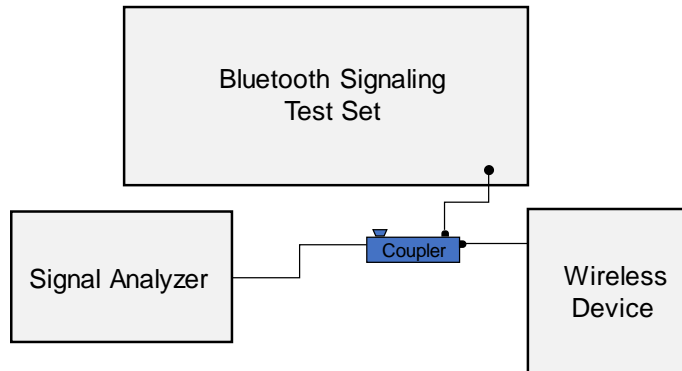 Bluetooth Signaling
Test Set
Signal Analyzer
Coupler
Wireless
Device